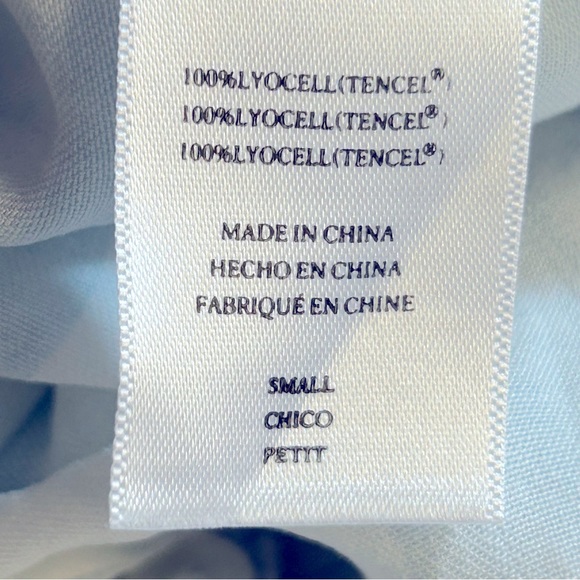 100%LYOCELL(TENCEL®)
100%LYOCELL(TENCEL®)
100%LYOCELL(TENCEL®)
MADE IN CHINA
HECHO EN CHINA
FABRIQUÉ EN CHINE
SMALL
CHICO
PETIT